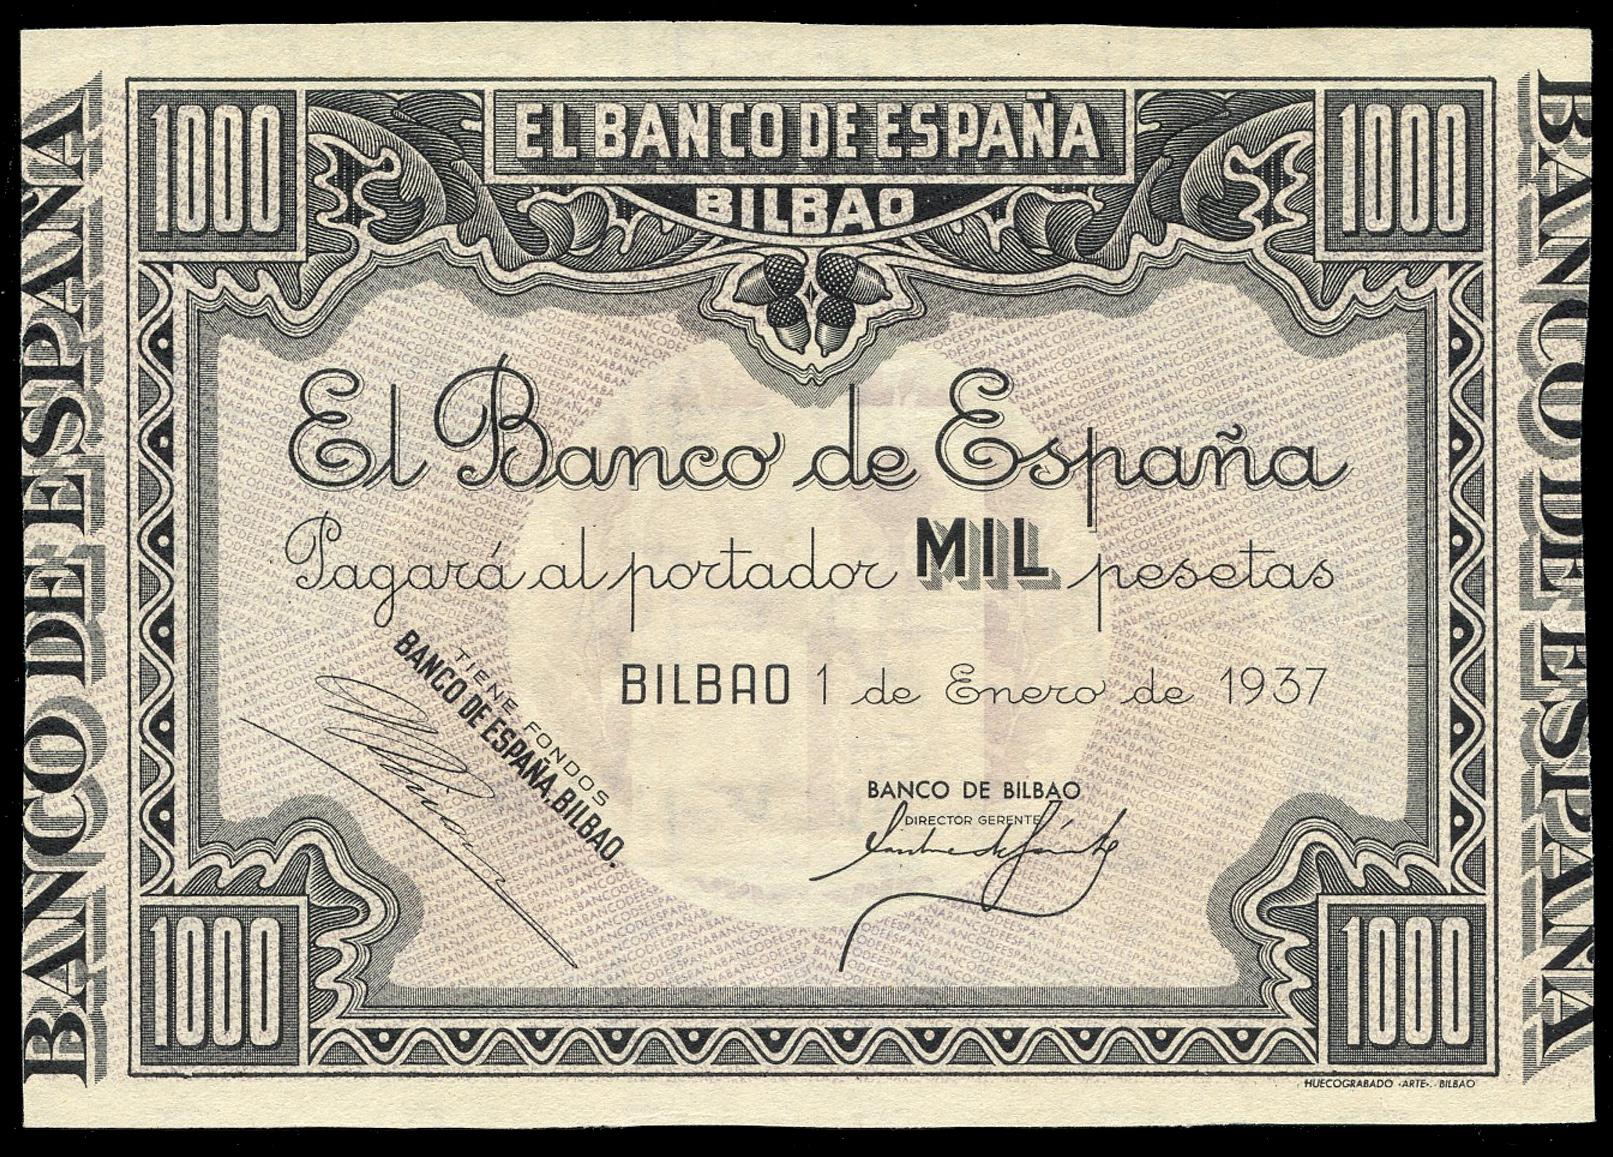 1000
EL BANCO DE ESPAÑA
1000
BILBAO
BANCO DE ESPAÑA
BANCO DE ESPAÑA
El Banco de España
Pagará al portador MIL pesetas
BILBAO 1 de Enero de 1937
TIENE FONDOS
BANCO DE ESPAÑA. BILBAO.
BANCO DE BILBAO
DIRECTOR GERENTE
1000
1000
HUECOGRABADO «ARTE». BILBAO